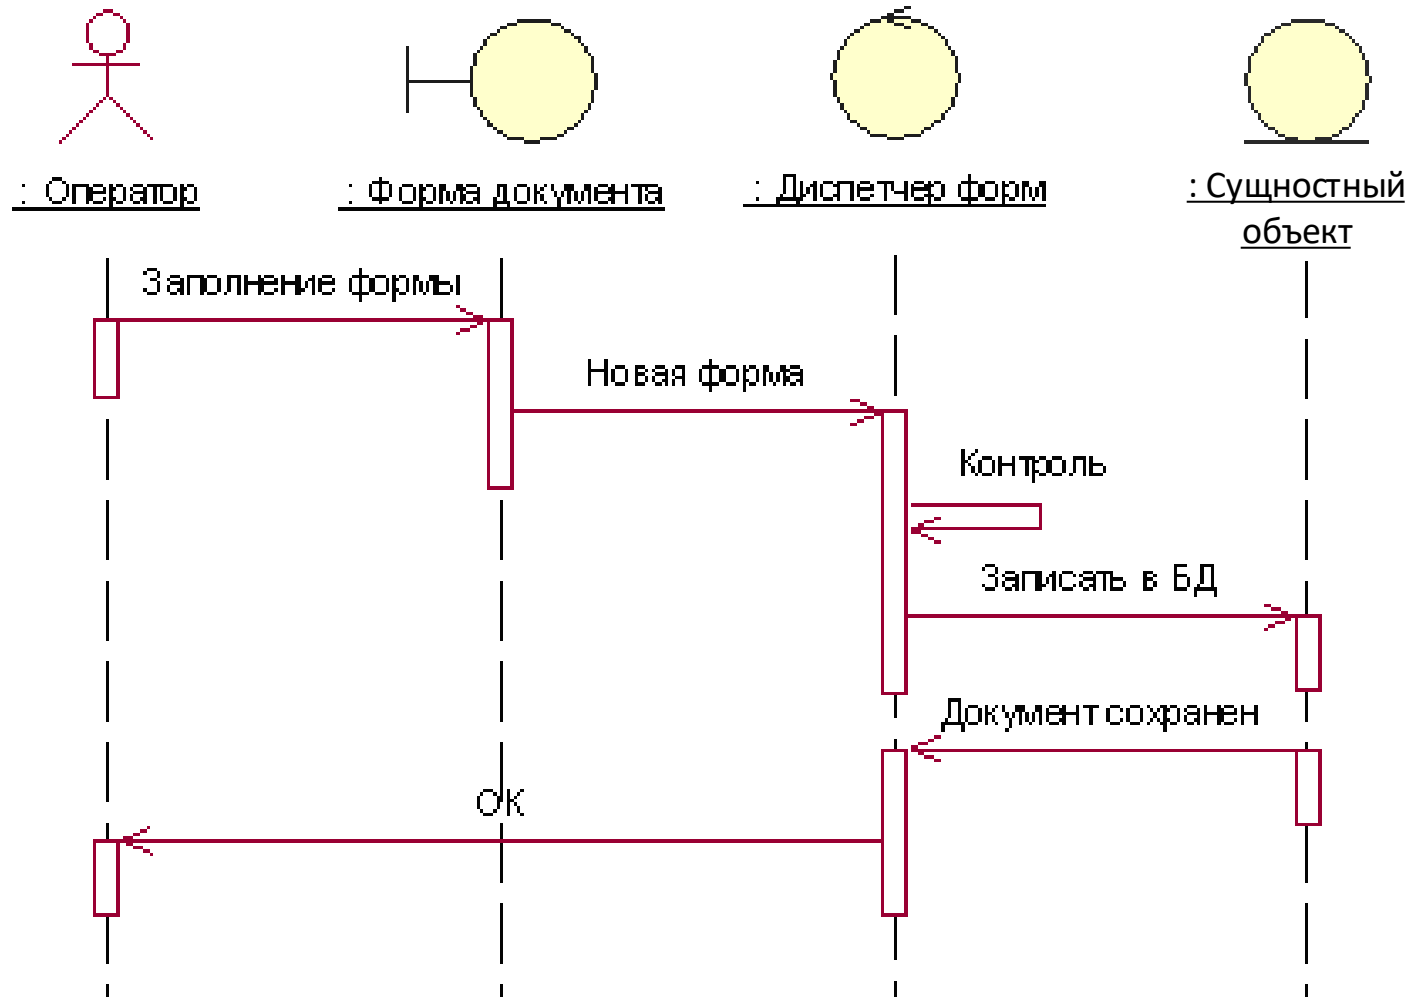 : Оператор
: Форма документа
: Диспетчер форм
: Сущностный
объект
Заполнение формы
Новая форма
Контроль
Записать в БД
Документ сохранен
ОК